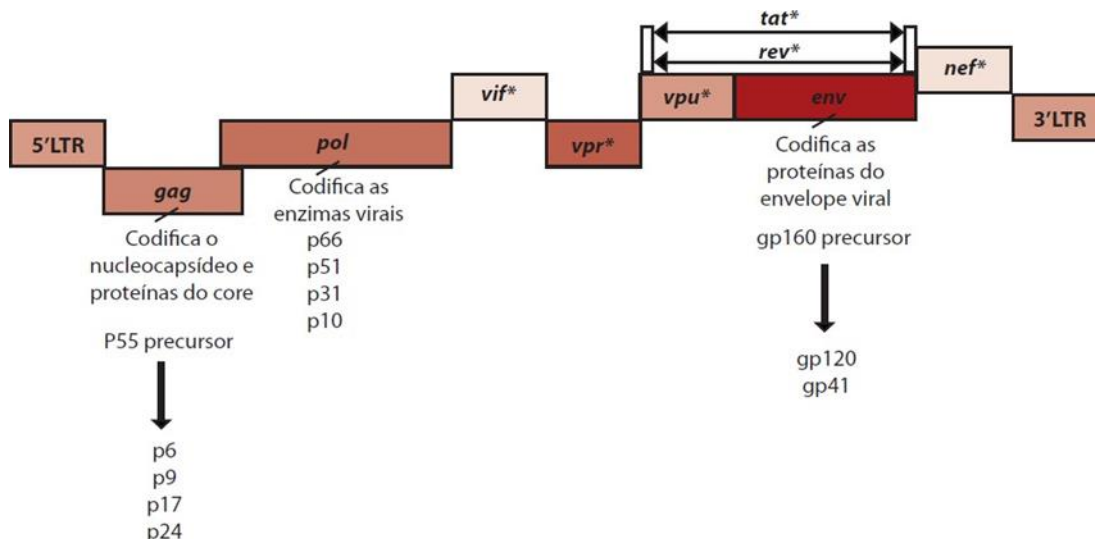 tat*
rev*
nef*
vif*
vpu*
env
5'LTR
pol
vpr*
3'LTR
gag
Codifica as
enzimas virais
p66
p51
p31
p10
Codifica o
nucleocapsídeo e
proteínas do core
P55 precursor
p6
p9
p17
p24
Codifica as
proteínas do
envelope viral
gp160 precursor
gp120
gp41